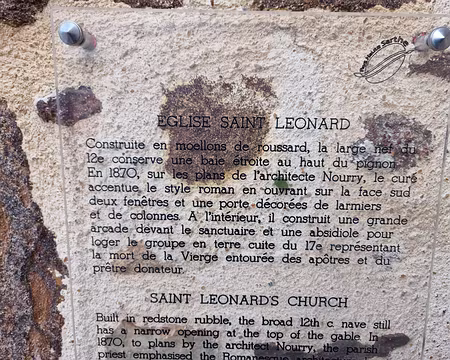 EGLISE SAINT LEONARD
Construite en moellons de roussard, la large nef du
12e conserve une baie étroite au haut du pignon.
En 1870, sur les plans de l'architecte Nourry, le curé
accentue le style roman en ouvrant sur la face sud
deux fenêtres et une porte décorées de larmiers
et de colonnes. A l'intérieur, il construit une grande
arcade devant le sanctuaire et une absidiole pour
loger le groupe en terre cuite du 17e représentant
la mort de la Vierge entourée des apôtres et du
prêtre donateur.
SAINT LEONARD'S CHURCH
Built in redstone rubble, the broad 12th c. nave still
has a narrow opening at the top of the gable. In
1870, to plans by the architect Nourry, the parish
priest emphasised the Romanesque